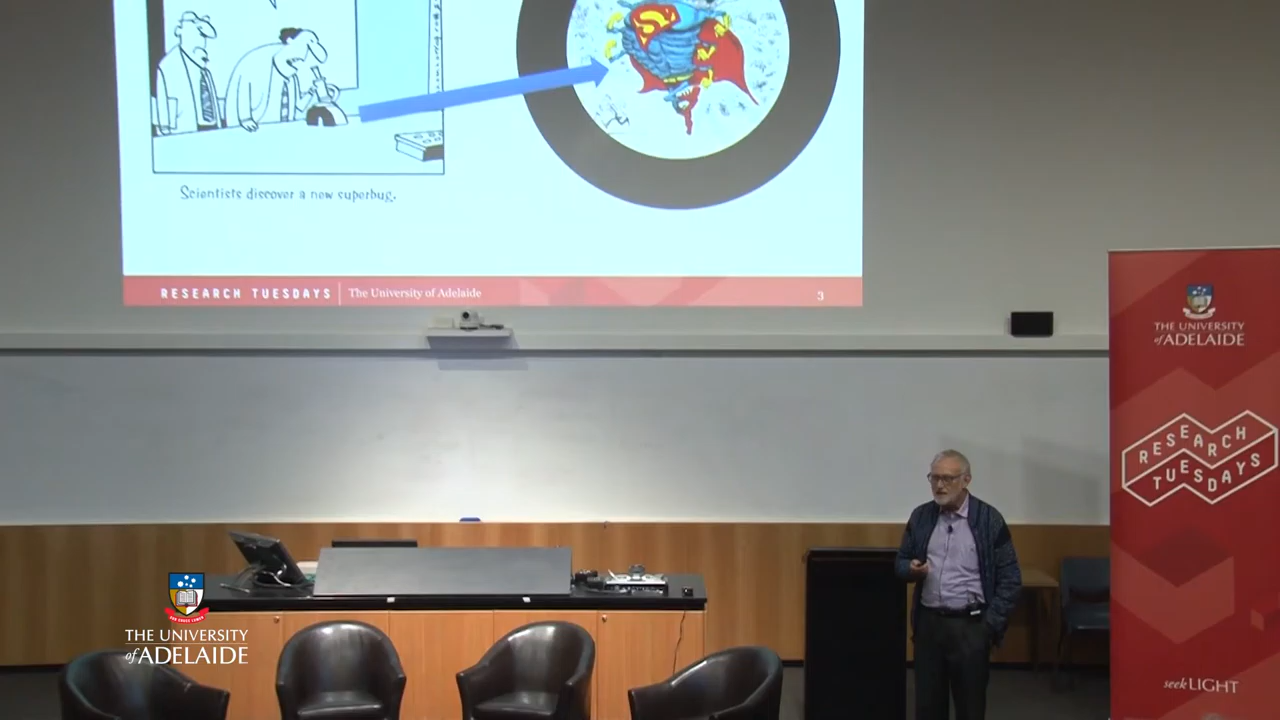 S
Scientists discover a new superbug.
RESEARCH TUESDAYS
The University of Adelaide
3
THE UNIVERSITY
of ADELAIDE
RESEARCH
TUESDAYS
seek LIGHT
THE UNIVERSITY
of ADELAIDE